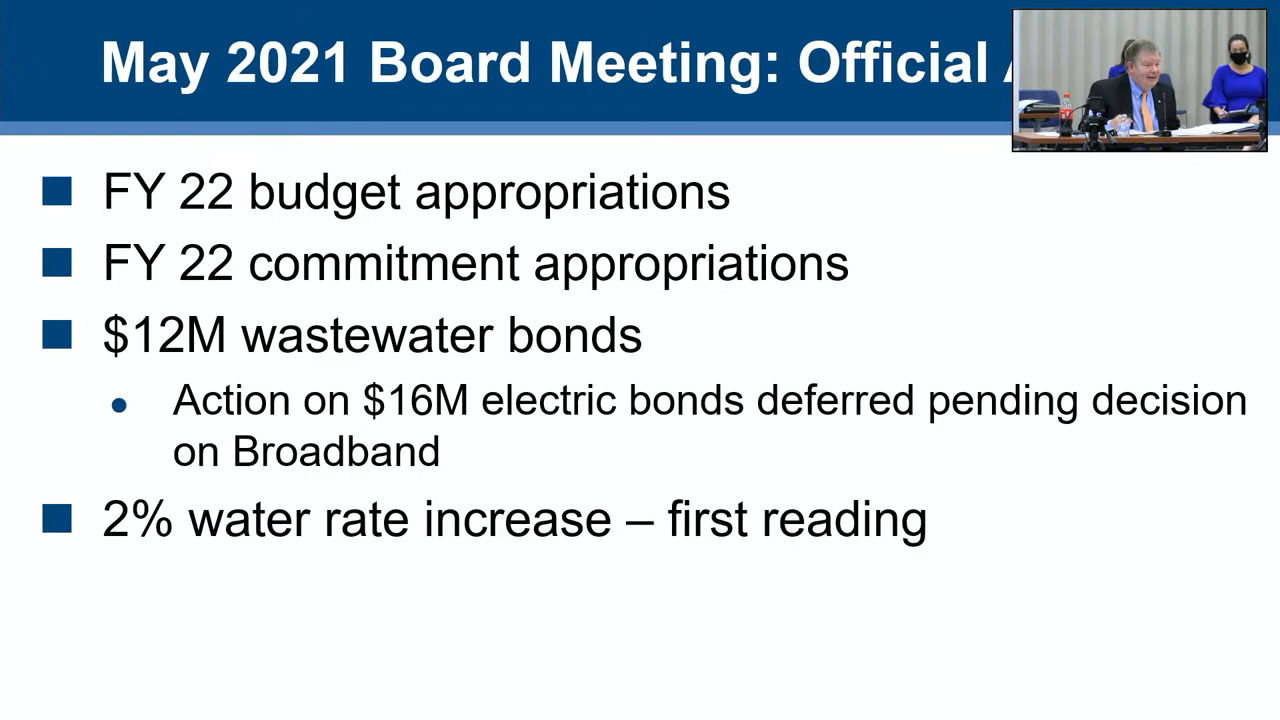 May 2021 Board Meeting: Official
FY 22 budget appropriations
FY 22 commitment appropriations
$12M wastewater bonds
Action on $16M electric bonds deferred pending decision
on Broadband
2% water rate increase – first reading